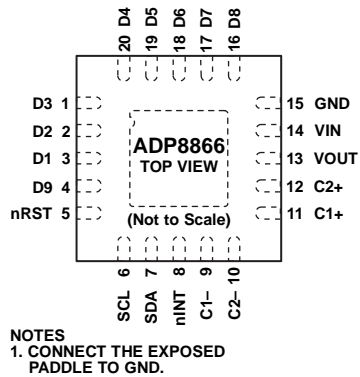 20 D4
19 D5
18 D6
17 D7
16 D8
D3 1
D2 2
D1 3
D9 4
nRST 5
ADP8866
TOP VIEW
(Not to Scale)
15 GND
14 VIN
13 VOUT
12 C2+
11 C1+
SCL 6
SDA 7
nINT 8
C1– 9
C2– 10
NOTES
1. CONNECT THE EXPOSED
PADDLE TO GND.